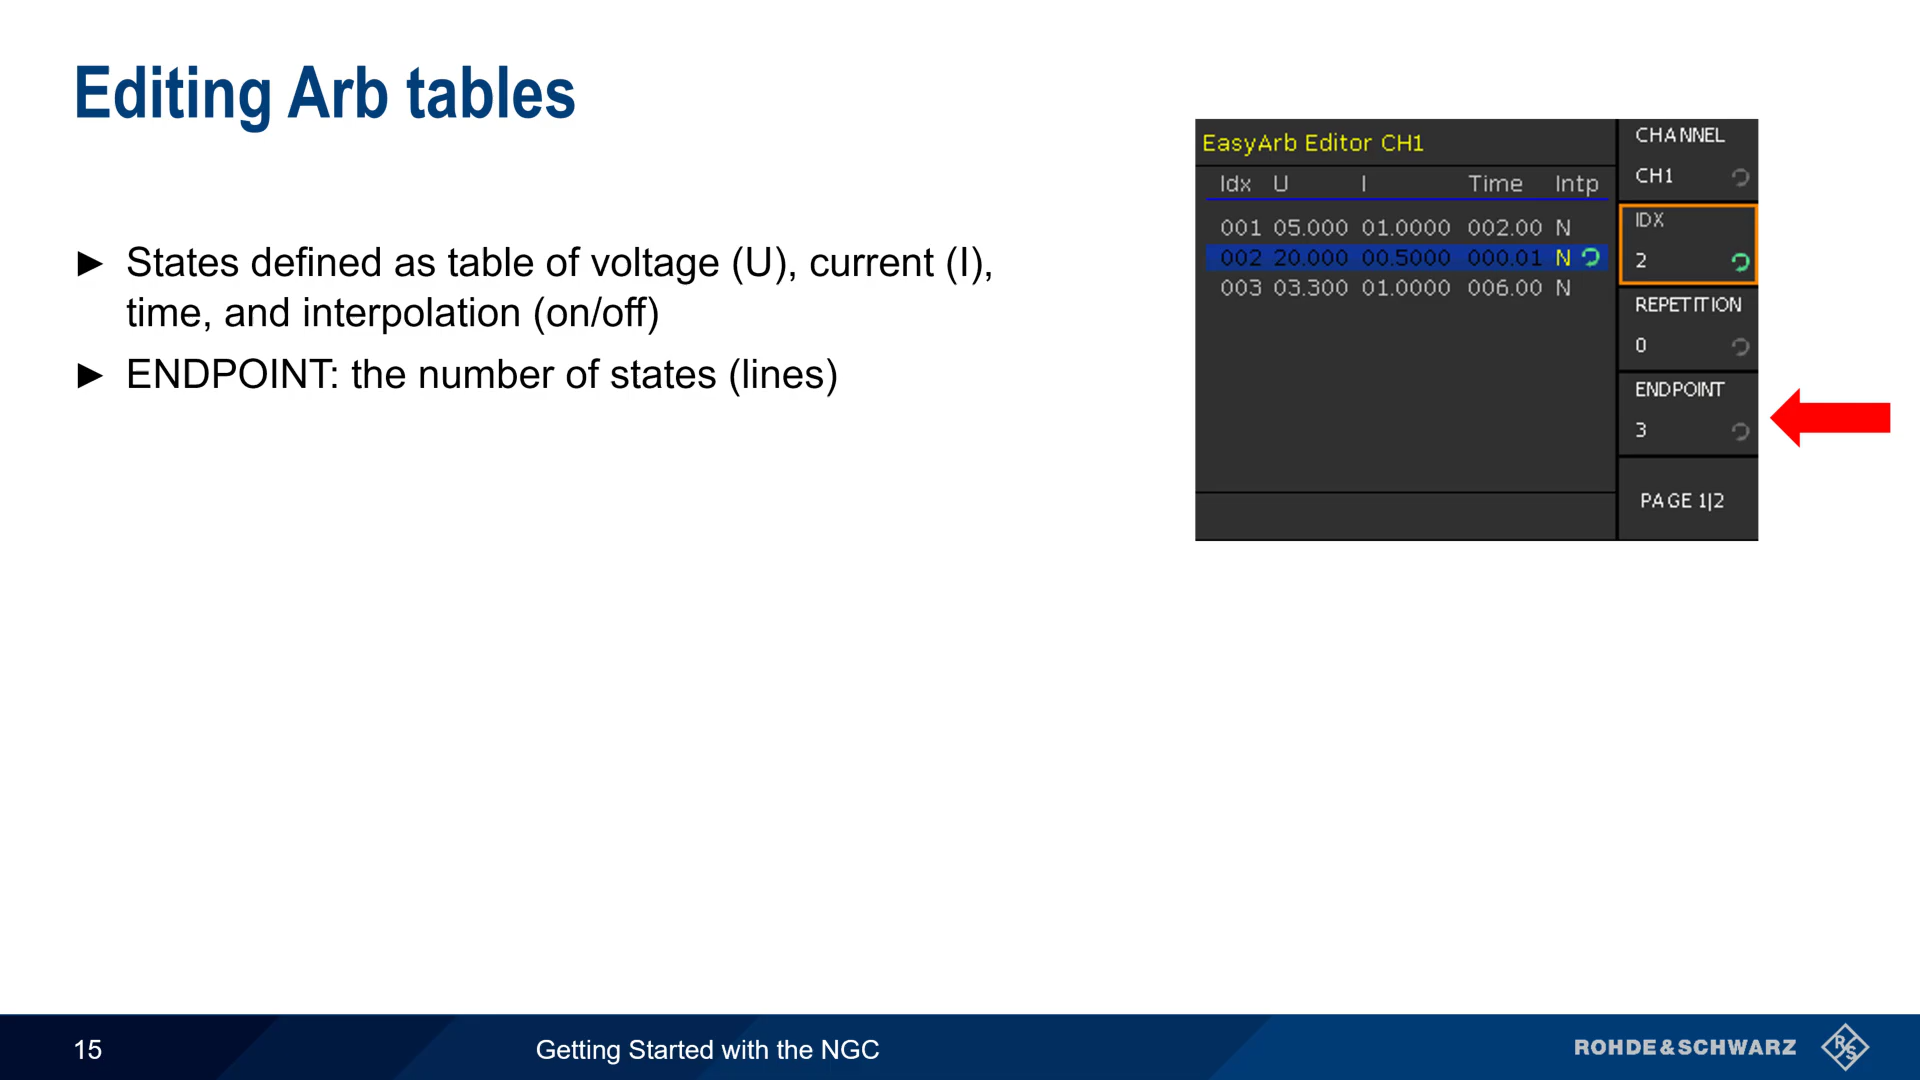 Editing Arb tables
► States defined as table of voltage (U), current (I),
time, and interpolation (on/off)
► ENDPOINT: the number of states (lines)
EasyArb Editor CH1
Idx U I Time Intp
001 05.000 01.0000 002.00 N
002 20.000 00.5000 000.01 N
003 03.300 01.0000 006.00 N
CHANNEL
CH1
IDX
2
REPETITION
0
ENDPOINT
3
PAGE 1|2
15
Getting Started with the NGC
ROHDE&SCHWARZ
R
S